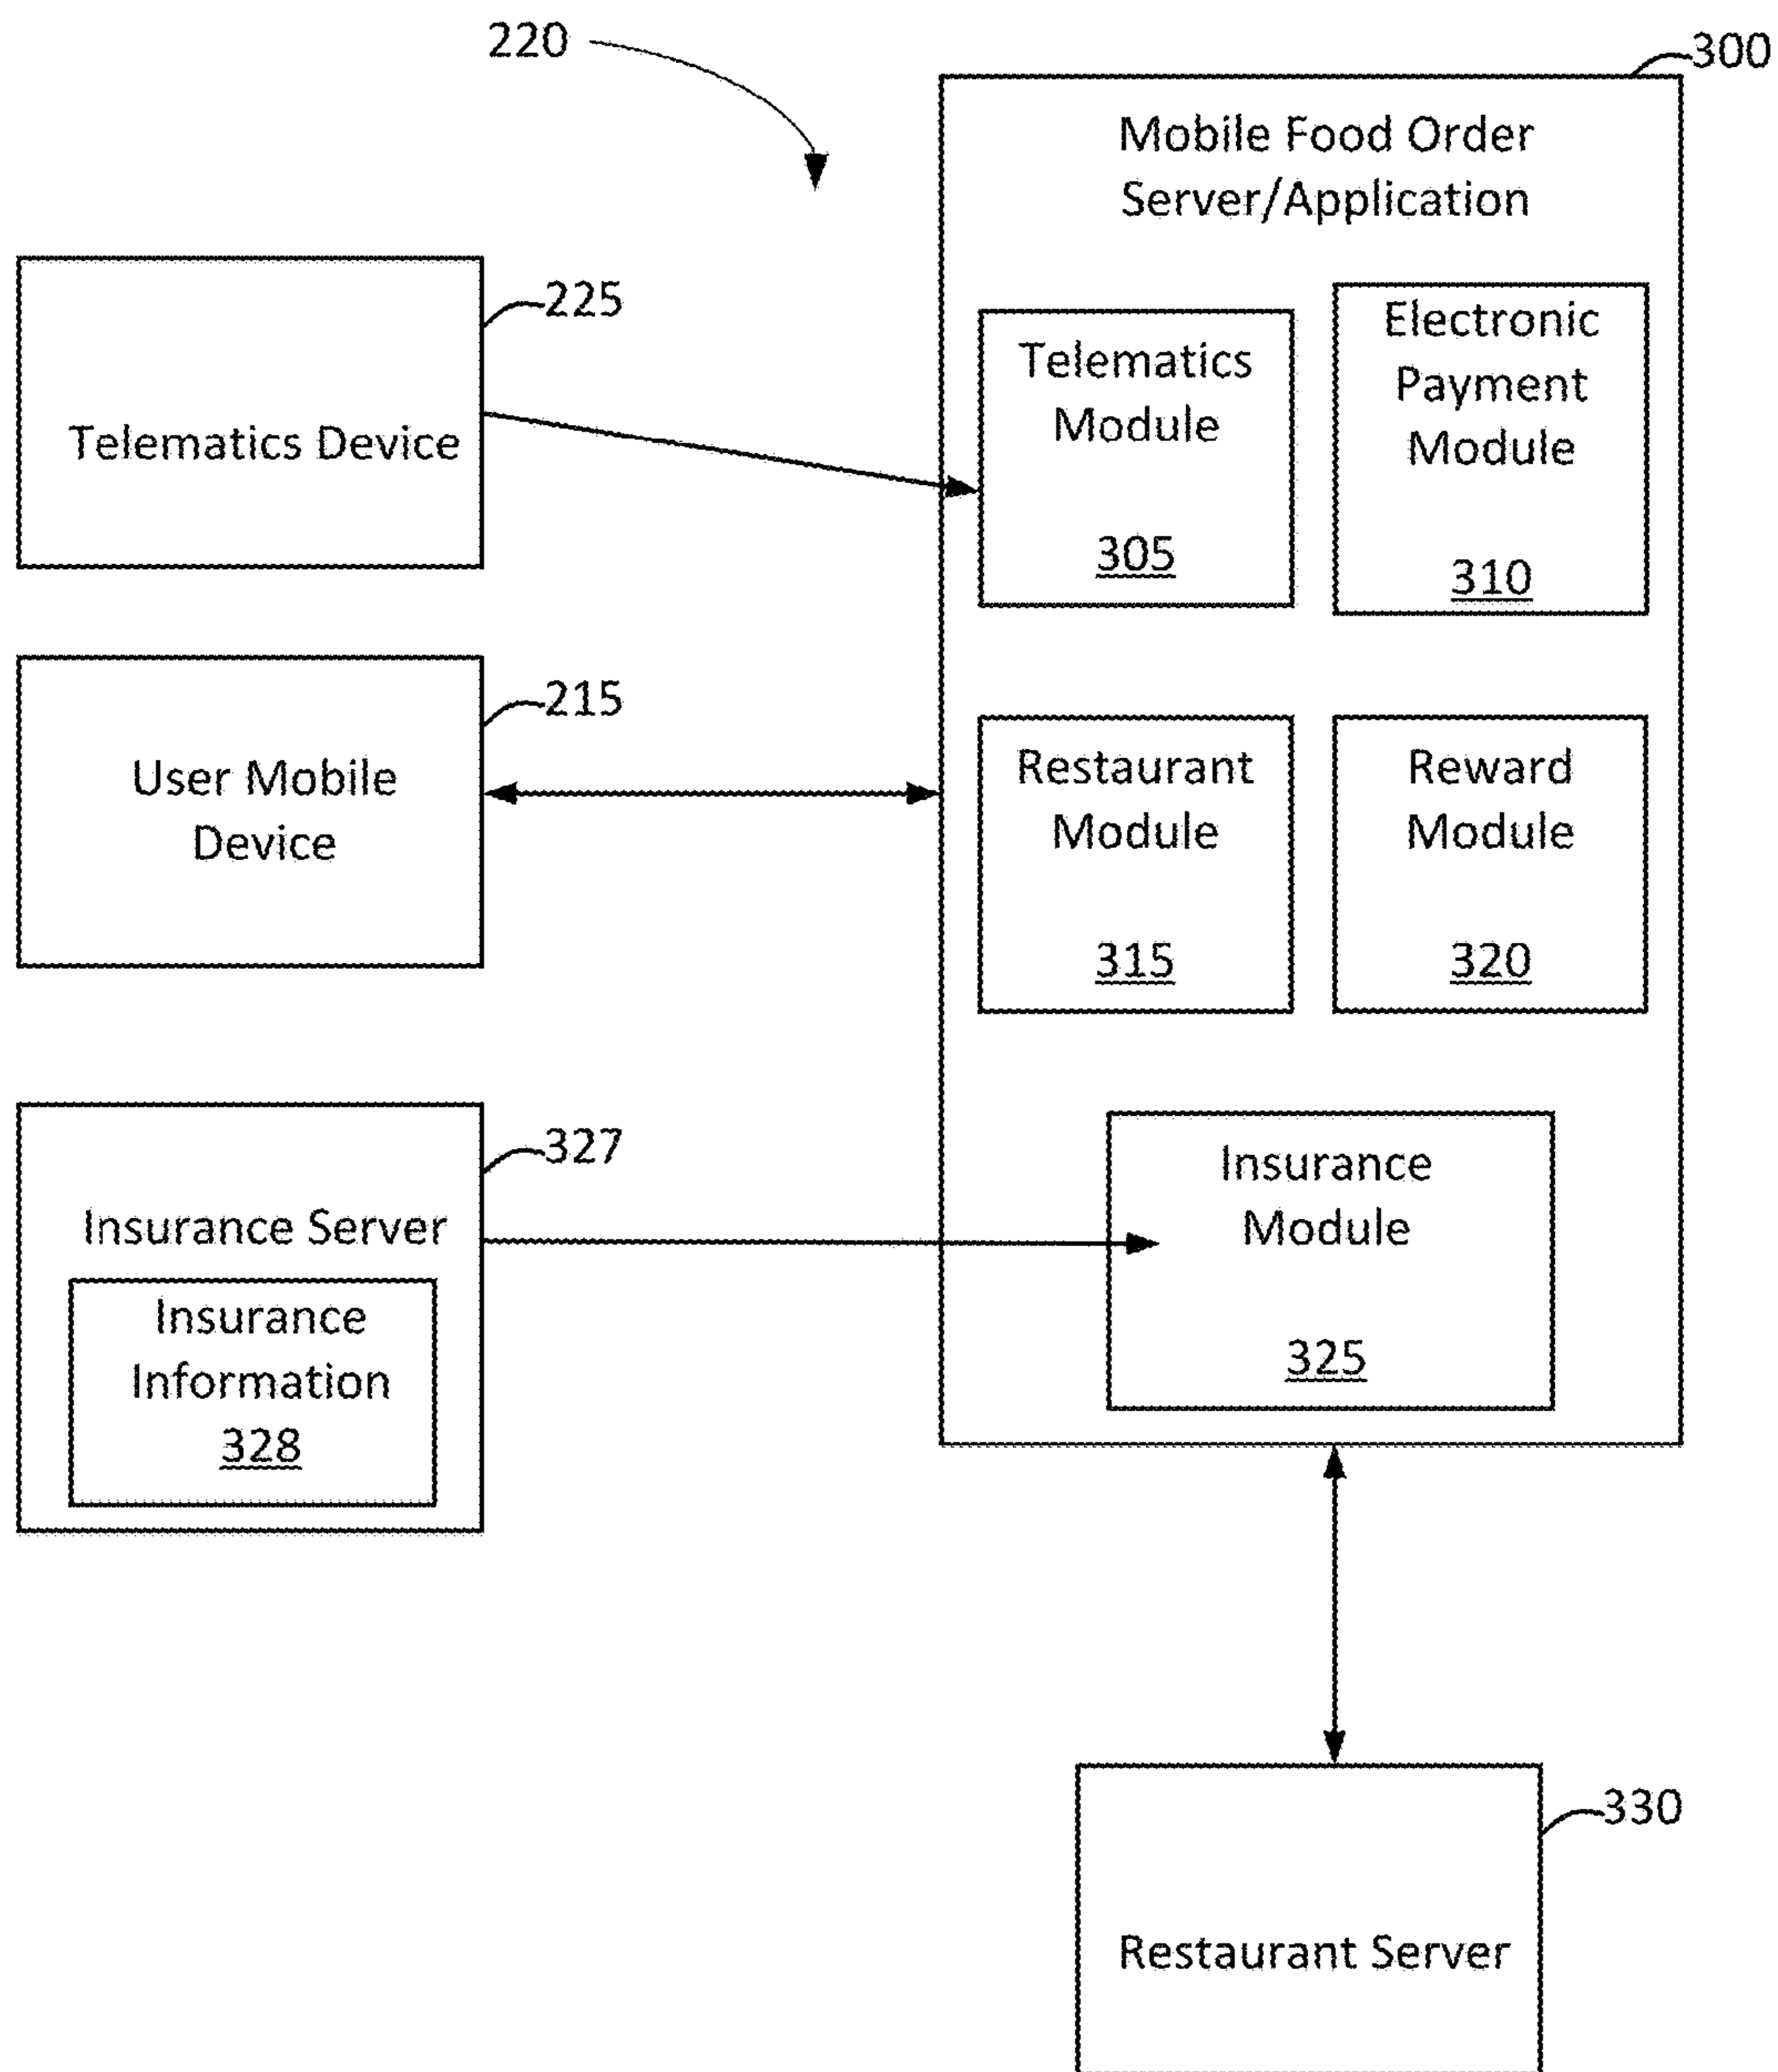 220
300
Mobile Food Order
Server/Application
225
Telematics Device
Telematics
Module
305
Electronic
Payment
Module
310
215
User Mobile
Device
Restaurant
Module
315
Reward
Module
320
327
Insurance Server
Insurance
Information
328
Insurance
Module
325
330
Restaurant Server